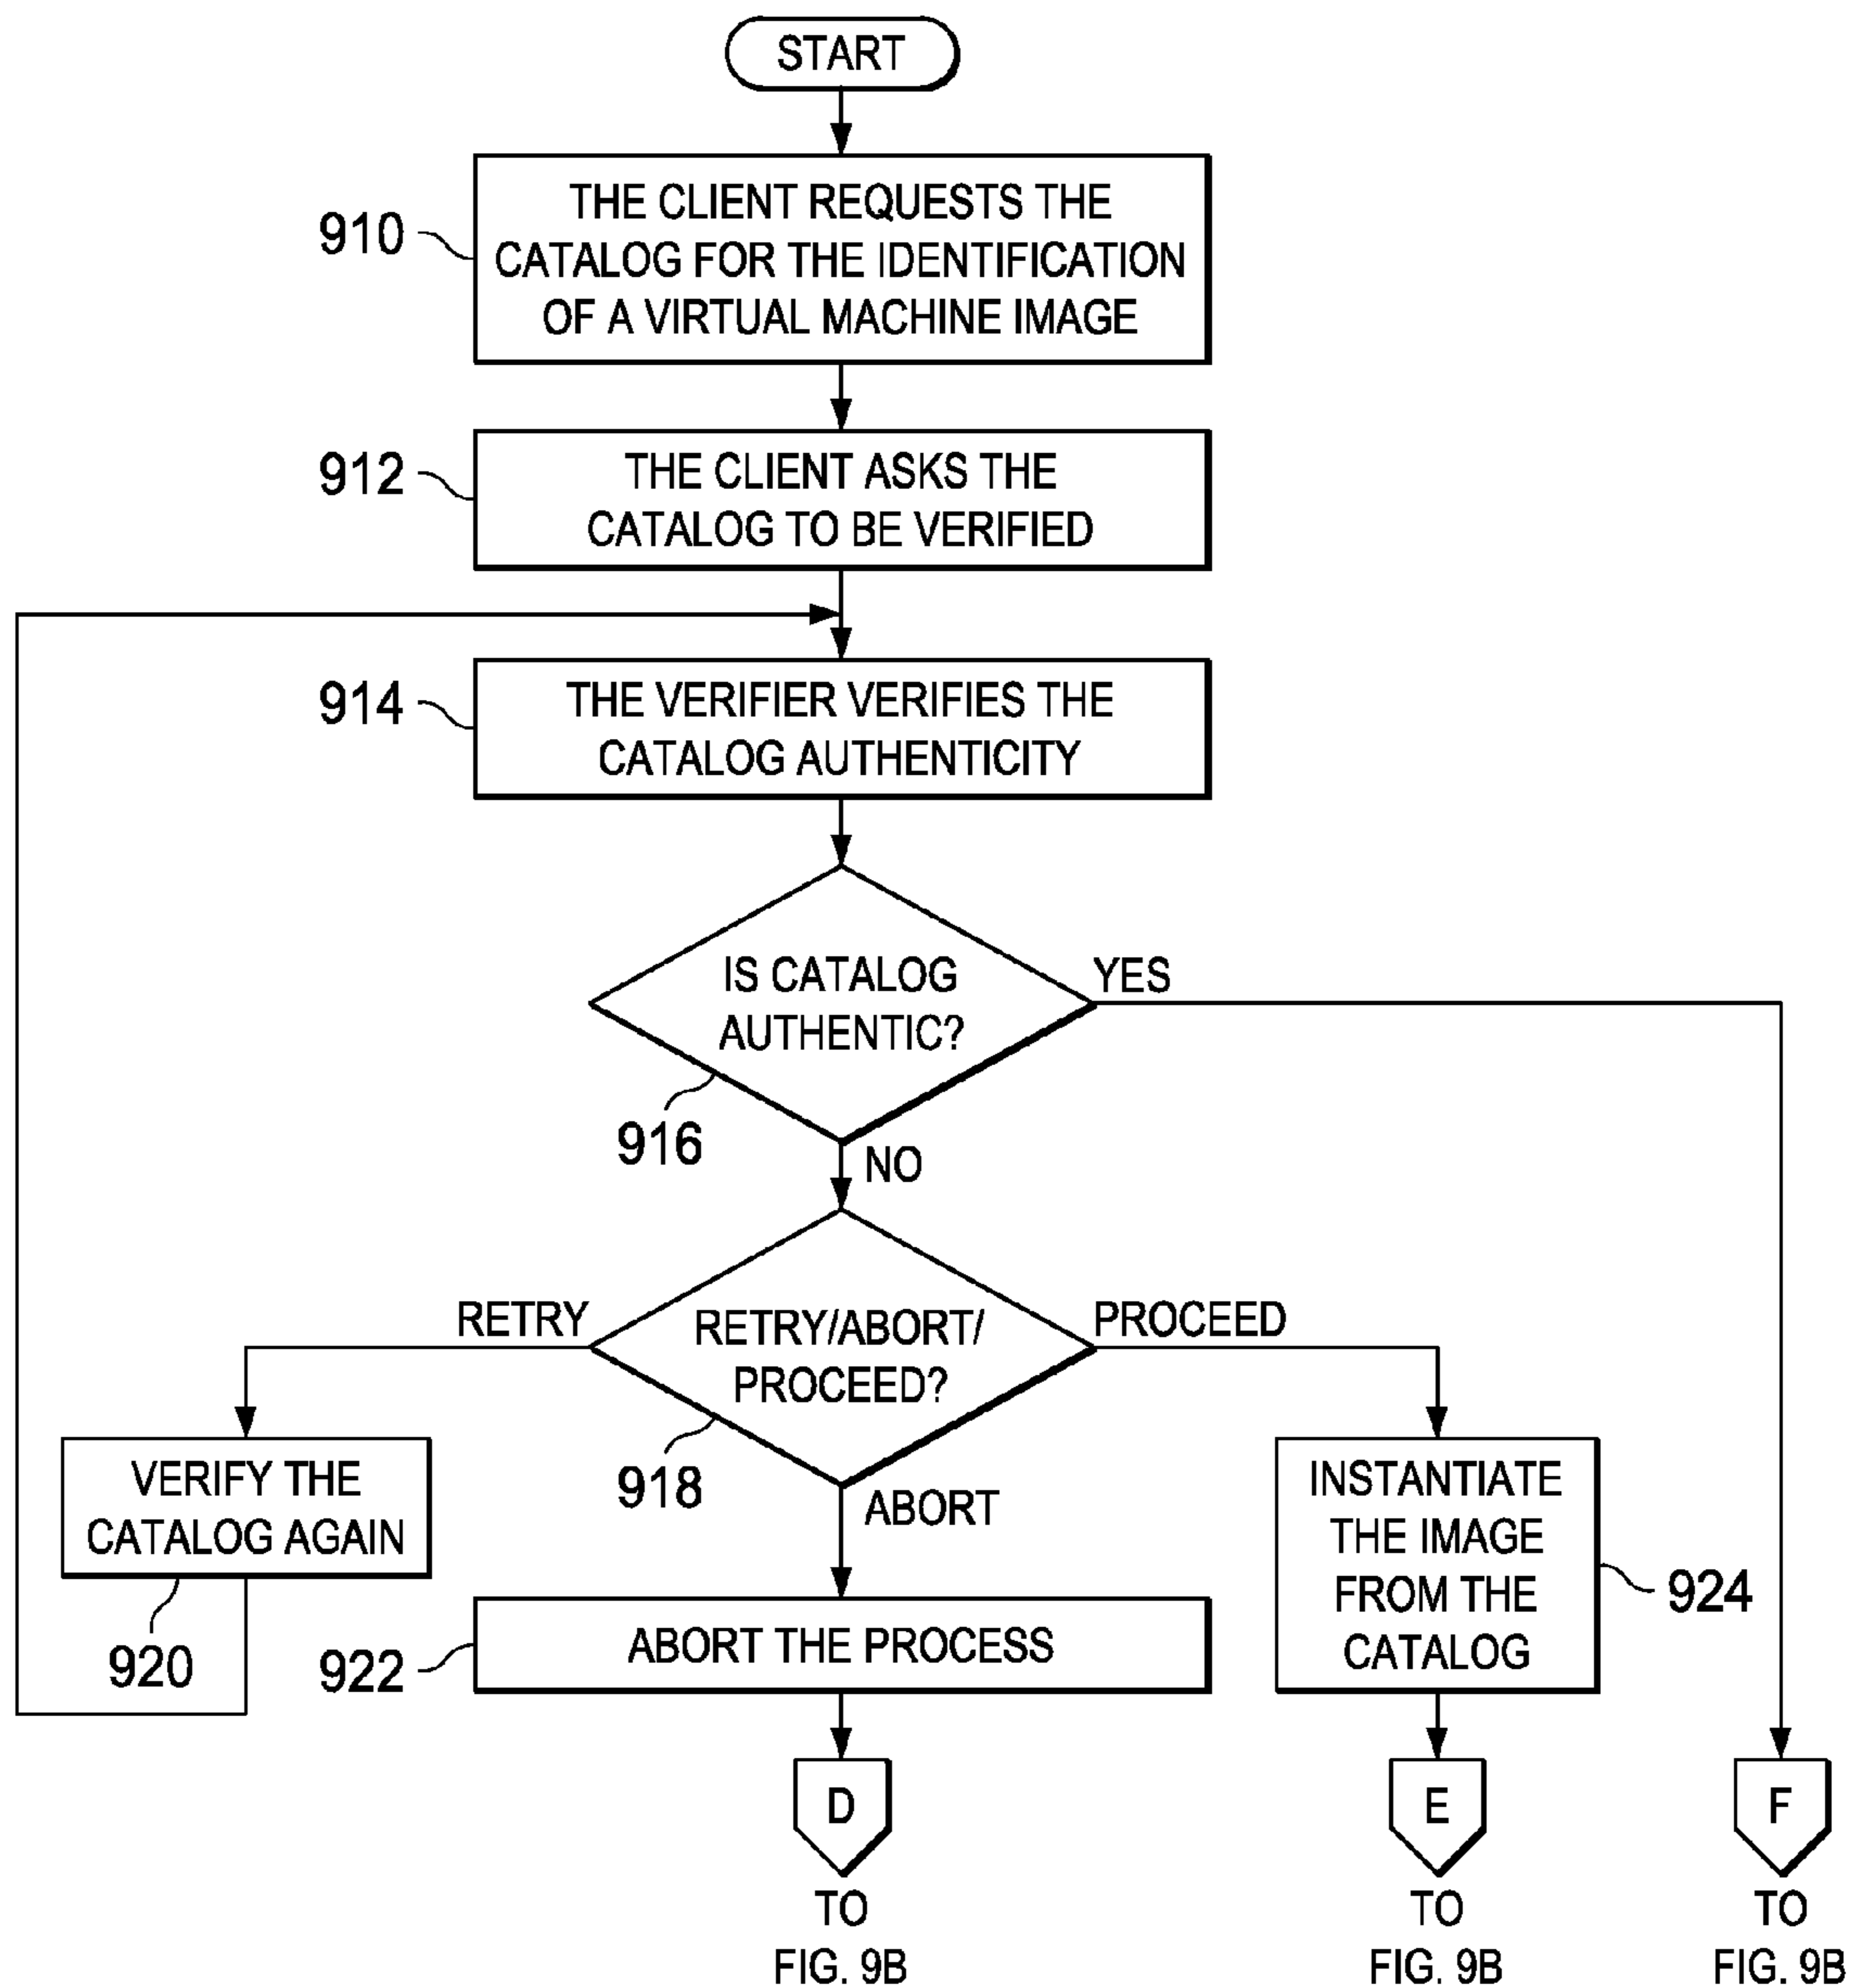 START
910
THE CLIENT REQUESTS THE
CATALOG FOR THE IDENTIFICATION
OF A VIRTUAL MACHINE IMAGE
912
THE CLIENT ASKS THE
CATALOG TO BE VERIFIED
914
THE VERIFIER VERIFIES THE
CATALOG AUTHENTICITY
IS CATALOG
AUTHENTIC?
YES
916
NO
RETRY
RETRY/ABORT/
PROCEED?
PROCEED
918
ABORT
VERIFY THE
CATALOG AGAIN
920
922
ABORT THE PROCESS
INSTANTIATE
THE IMAGE
FROM THE
CATALOG
924
D
TO
FIG. 9B
E
TO
FIG. 9B
F
TO
FIG. 9B